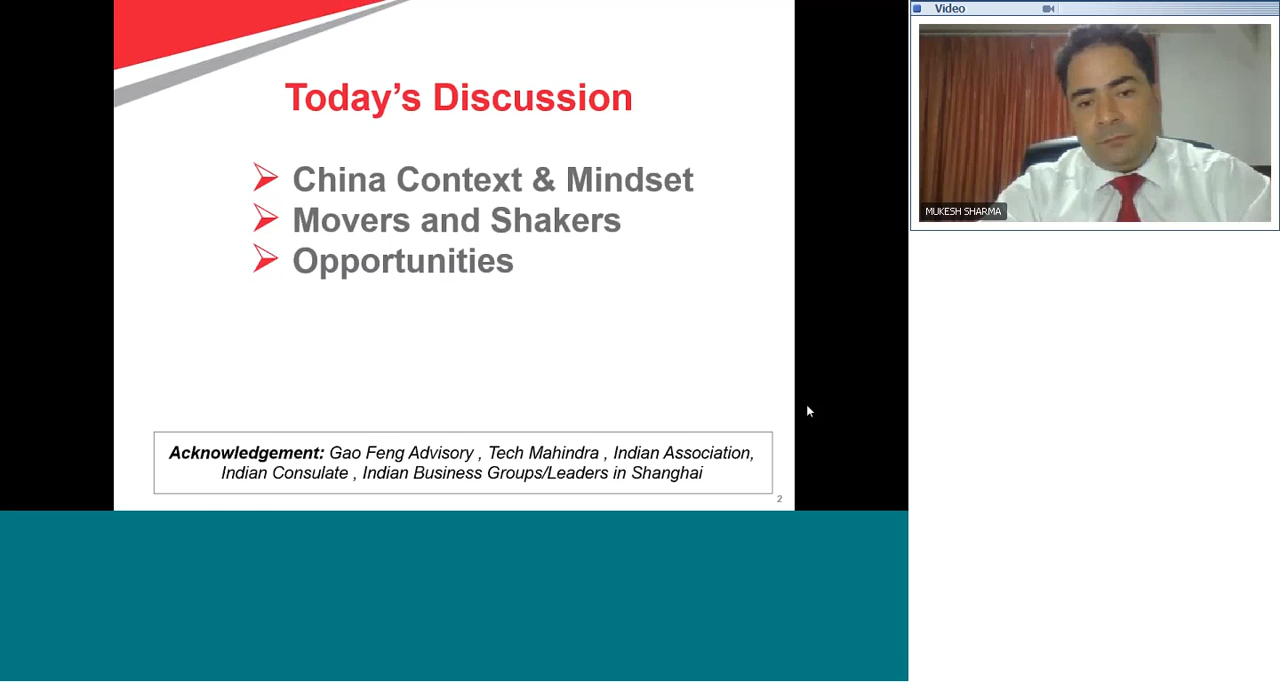 Today's Discussion
China Context & Mindset
Movers and Shakers
Opportunities
Acknowledgement: Gao Feng Advisory , Tech Mahindra , Indian Association,
Indian Consulate , Indian Business Groups/Leaders in Shanghai
2
Video
MUKESH SHARMA